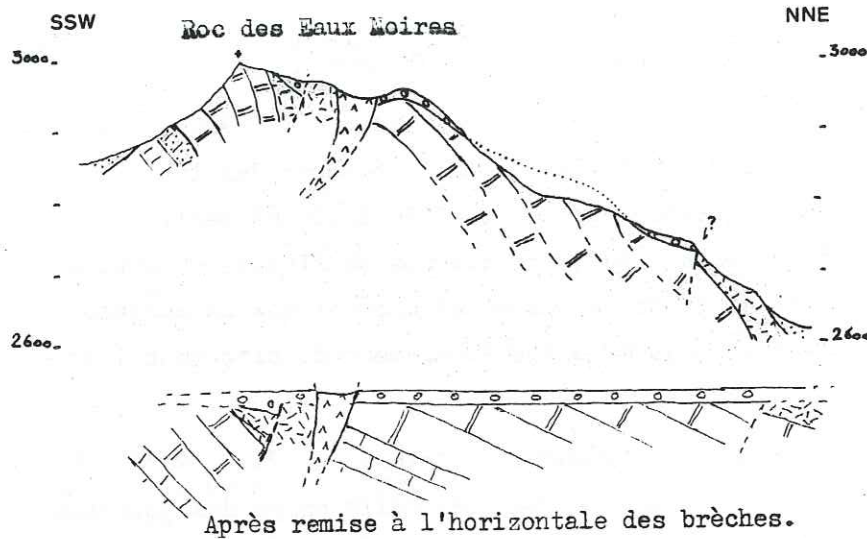 SSW NNE
Roc des Eaux Noires
3000 3000
?
2600 2600
Après remise à l'horizontale des brèches.